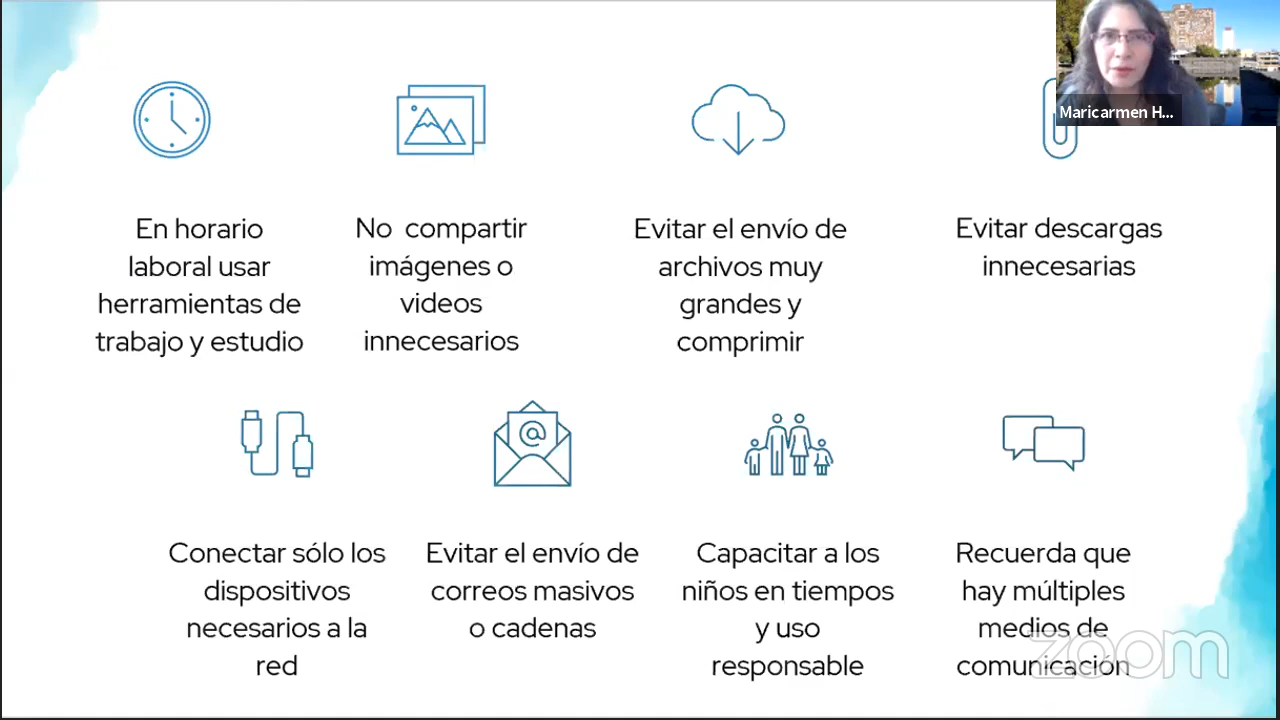 Maricarmen H...
En horario
laboral usar
herramientas de
trabajo y estudio
No compartir
imágenes o
videos
innecesarios
Evitar el envío de
archivos muy
grandes y
comprimir
Evitar descargas
innecesarias
Conectar sólo los
dispositivos
necesarios a la
red
@
Evitar el envío de
correos masivos
o cadenas
Capacitar a los
niños en tiempos
y uso
responsable
Recuerda que
hay múltiples
medios de
comunicación
zoom